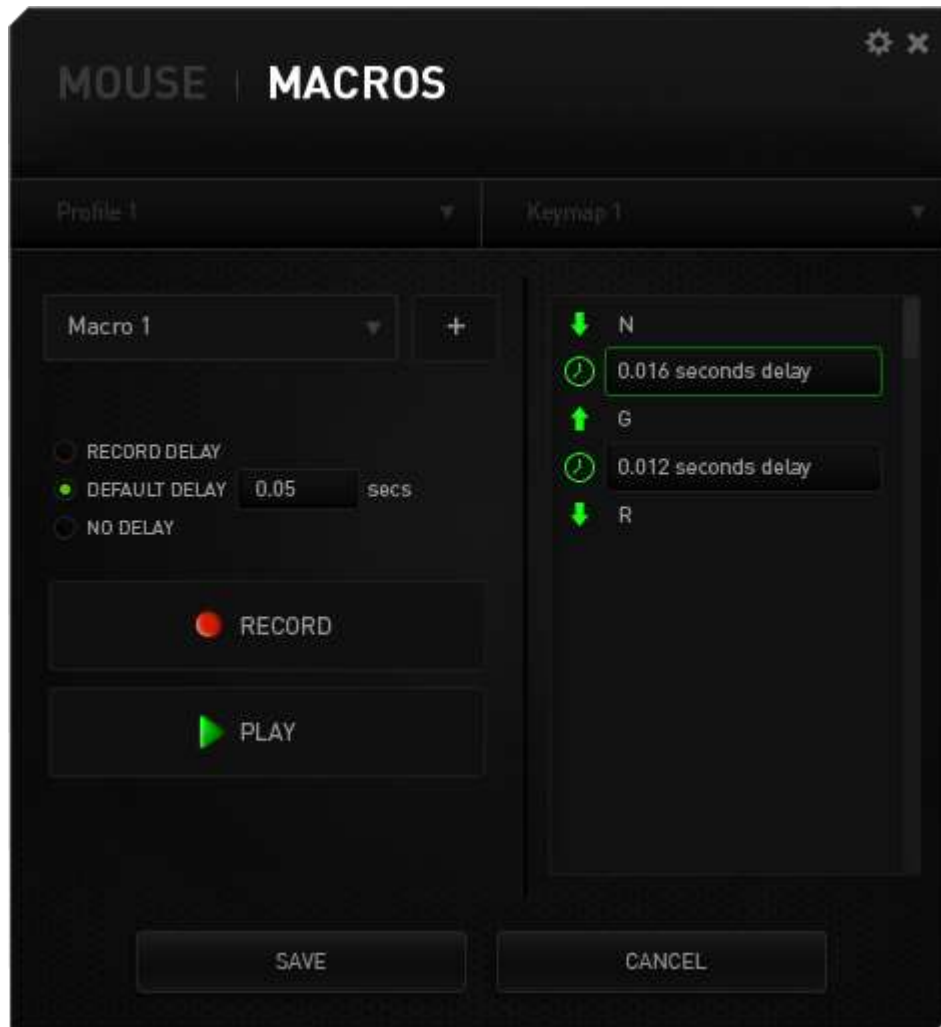 MOUSE | MACROS
Profile 1
Keymap 1
Macro 1
+
RECORD DELAY
DEFAULT DELAY 0.05 secs
NO DELAY
RECORD
PLAY
N
0.016 seconds delay
G
0.012 seconds delay
R
SAVE
CANCEL